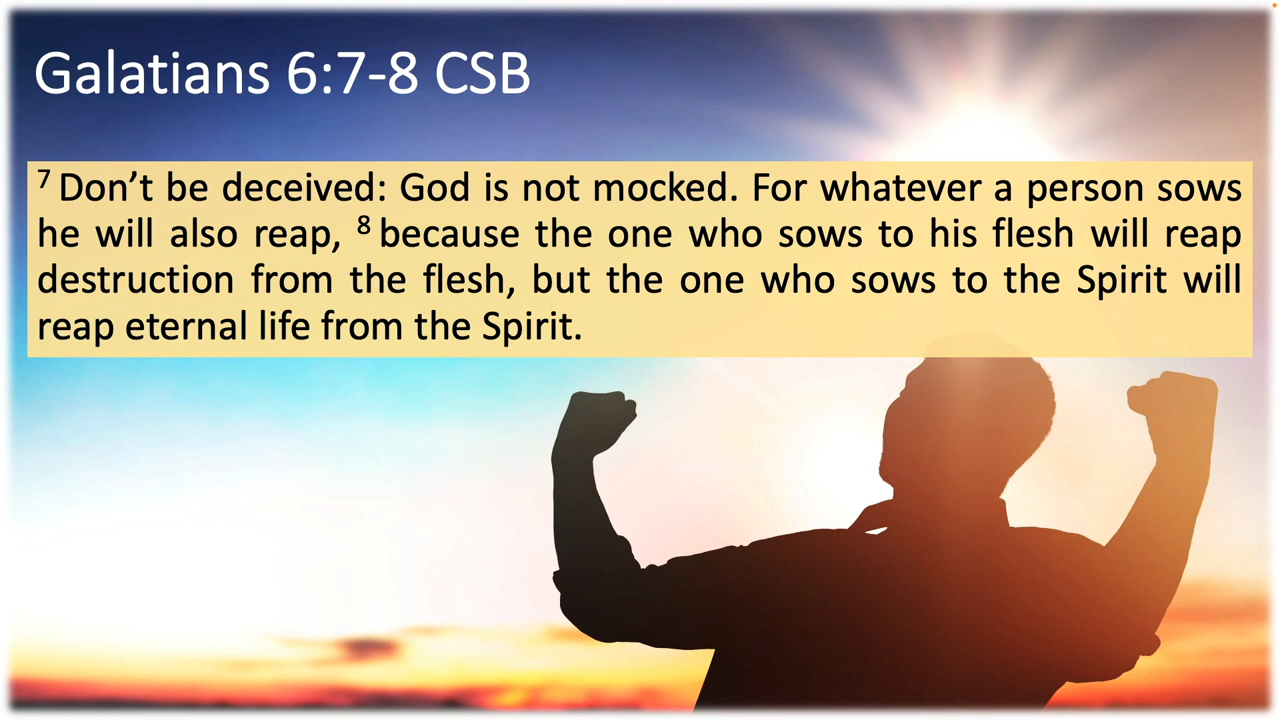 Galatians 6:7-8 CSB
7 Don’t be deceived: God is not mocked. For whatever a person sows
he will also reap, 8 because the one who sows to his flesh will reap
destruction from the flesh, but the one who sows to the Spirit will
reap eternal life from the Spirit.